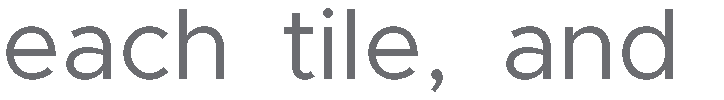 each tile, and